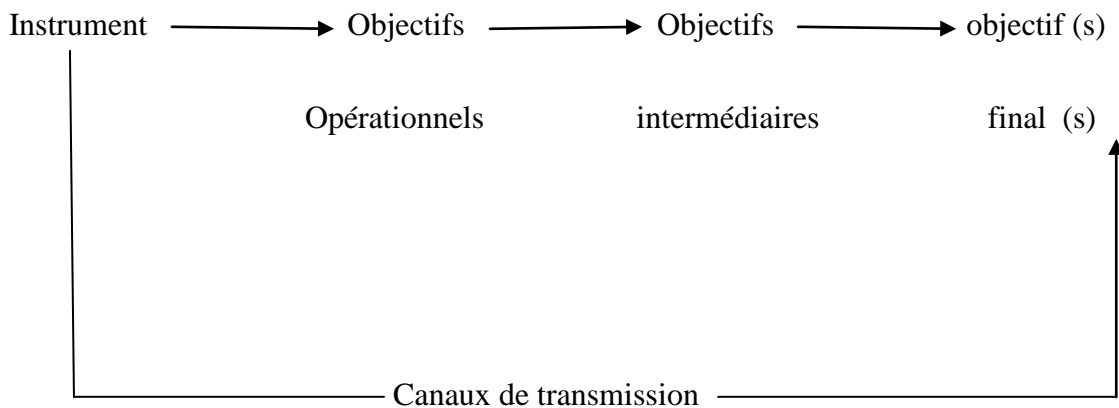 Instrument Objectifs Objectifs objectif (s)
Opérationnels intermédiaires final (s)
Canaux de transmission